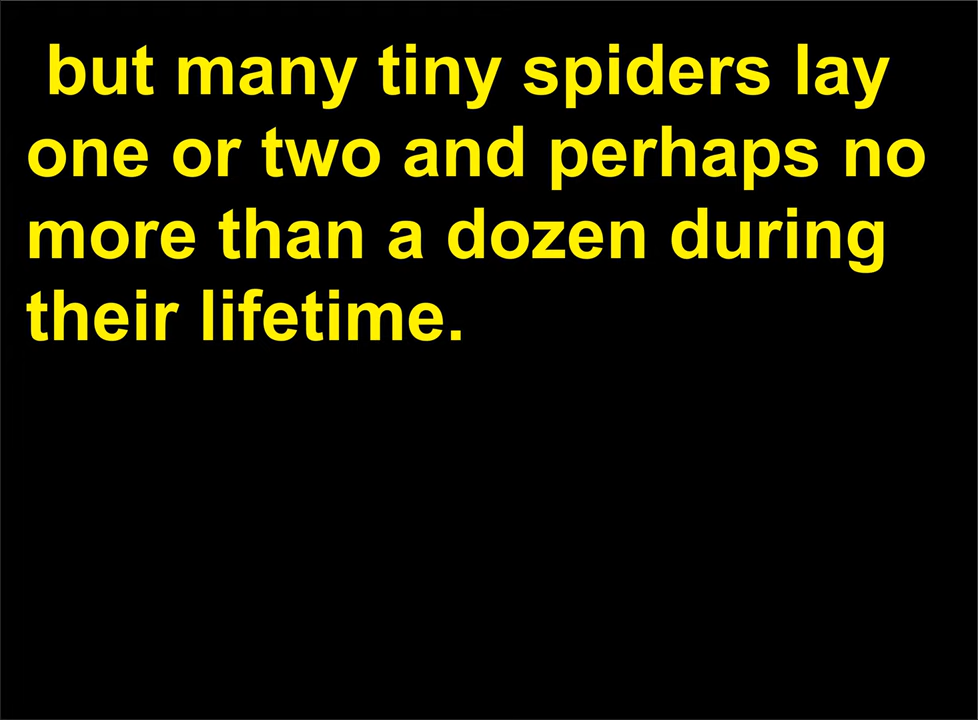 but many tiny spiders lay
one or two and perhaps no
more than a dozen during
their lifetime.